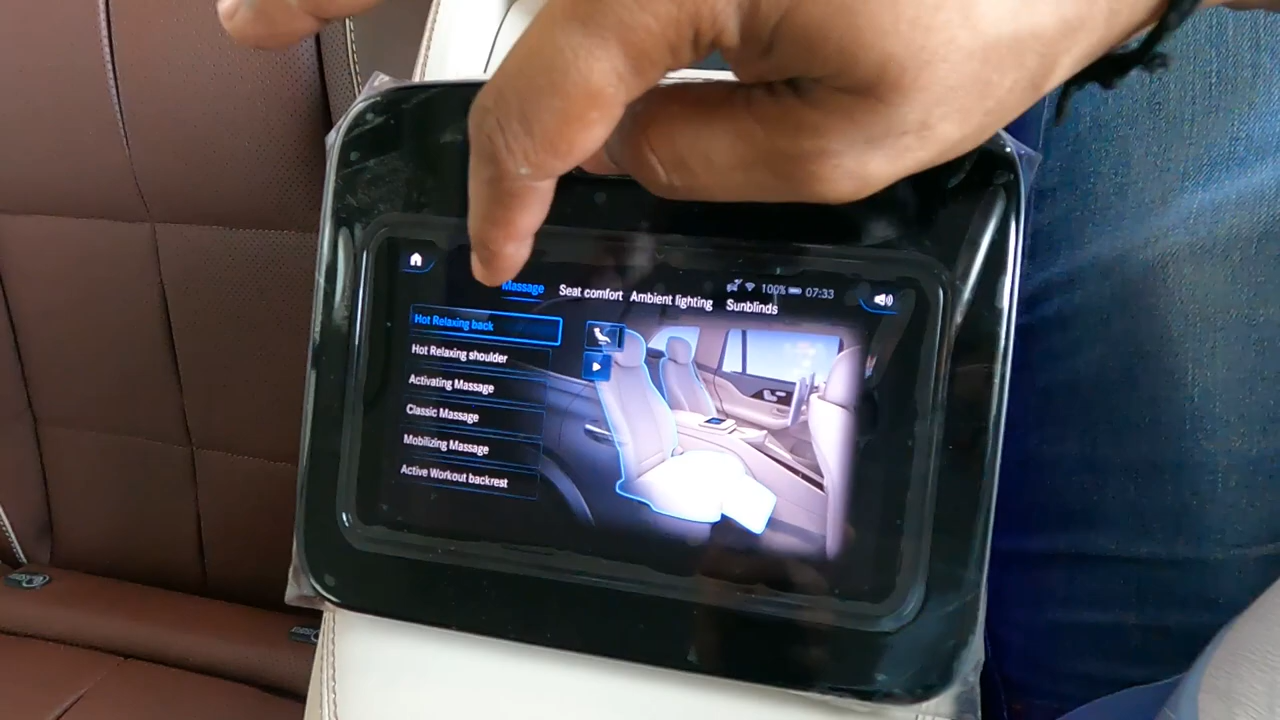 100% 07:33
Massage Seat comfort Ambient lighting Sunblinds
Hot Relaxing back
Hot Relaxing shoulder
Activating Massage
Classic Massage
Mobilizing Massage
Active Workout backrest